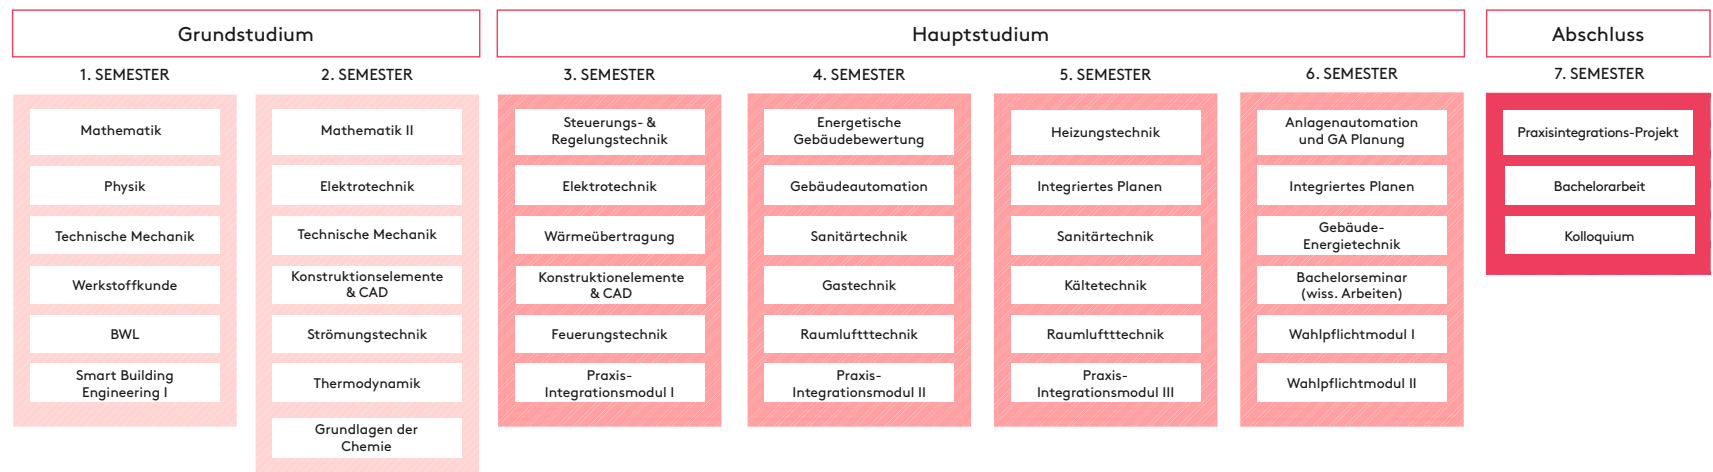 Grundstudium
Hauptstudium
Abschluss
1. SEMESTER
Mathematik
Physik
Technische Mechanik
Werkstoffkunde
BWL
Smart Building
Engineering I
2. SEMESTER
Mathematik II
Elektrotechnik
Technische Mechanik
Konstruktionselemente
& CAD
Strömungstechnik
Thermodynamik
Grundlagen der
Chemie
3. SEMESTER
Steuerungs- &
Regelungstechnik
Elektrotechnik
Wärmeübertragung
Konstruktionelemente
& CAD
Feuerungstechnik
Praxis-
Integrationsmodul I
4. SEMESTER
Energetische
Gebäudebewertung
Gebäudeautomation
Sanitärtechnik
Gastechnik
Raumluftttechnik
Praxis-
Integrationsmodul II
5. SEMESTER
Heizungstechnik
Integriertes Planen
Sanitärtechnik
Kältetechnik
Raumluftttechnik
Praxis-
Integrationsmodul III
6. SEMESTER
Anlagenautomation
und GA Planung
Integriertes Planen
Gebäude-
Energietechnik
Bachelorseminar
(wiss. Arbeiten)
Wahlpflichtmodul I
Wahlpflichtmodul II
7. SEMESTER
Praxisintegrations-Projekt
Bachelorarbeit
Kolloquium